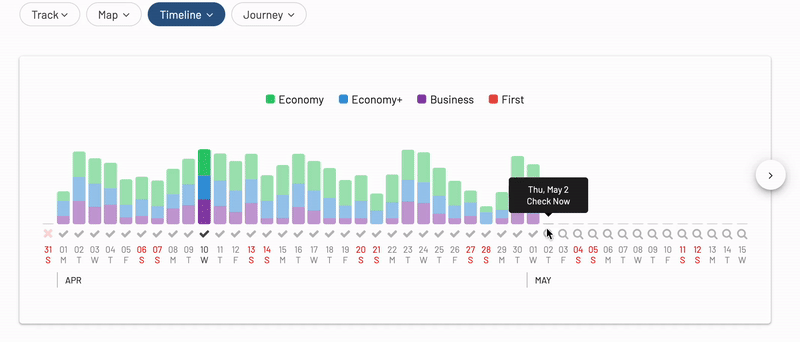 Track Map Timeline Journey
Economy Economy+ Business First
Thu, May 2
Check Now
31 01 02 03 04 05 06 07 08 09 10 11 12 13 14 15 16 17 18 19 20 21 22 23 24 25 26 27 28 29 30 01 02 03 04 05 06 07 08 09 10 11 12 13 14 15
S M T W T F S S M T W T F S S M T W T F S S M T W T F S S M T W T F S S M T W T F S S M T W
APR MAY